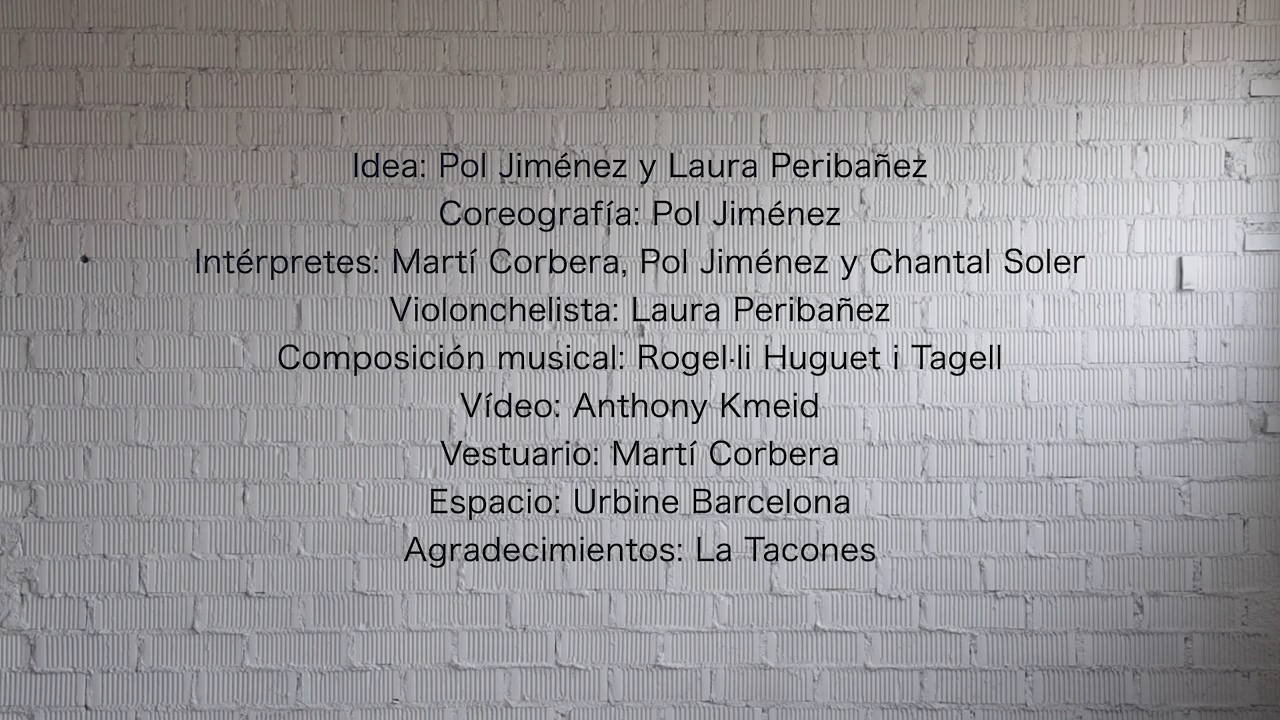 Idea: Pol Jiménez y Laura Peribañez
Coreografía: Pol Jiménez
Intérpretes: Martí Corbera, Pol Jiménez y Chantal Soler
Violonchelista: Laura Peribañez
Composición musical: Rogel·li Huguet i Tagell
Vídeo: Anthony Kmeid
Vestuario: Martí Corbera
Espacio: Urbine Barcelona
Agradecimientos: La Tacones